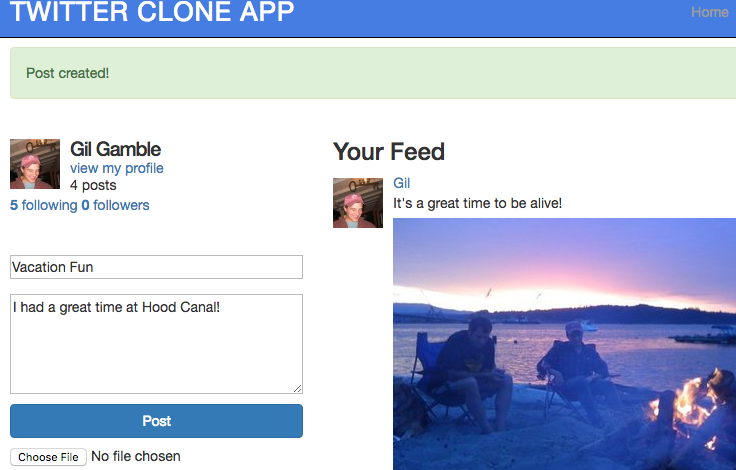 TWITTER CLONE APP
Home
Post created!
Gil Gamble
view my profile
4 posts
5 following 0 followers
Vacation Fun
I had a great time at Hood Canal!
Post
Choose File No file chosen
Your Feed
Gil
It's a great time to be alive!